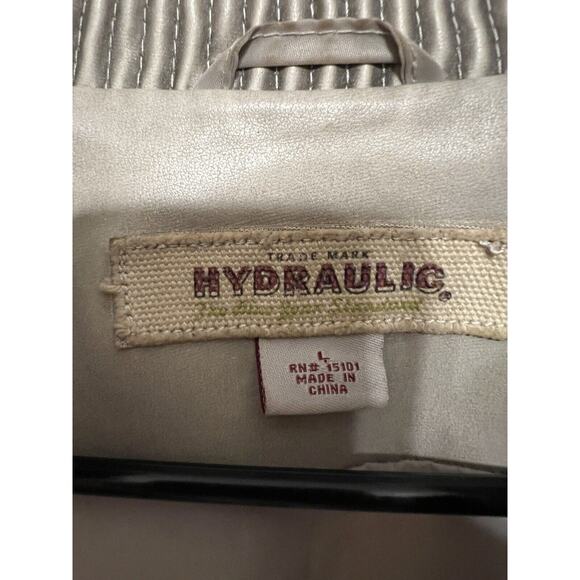 TRADE MARK
HYDRAULIC®
L
RN# 15101
MADE IN
CHINA